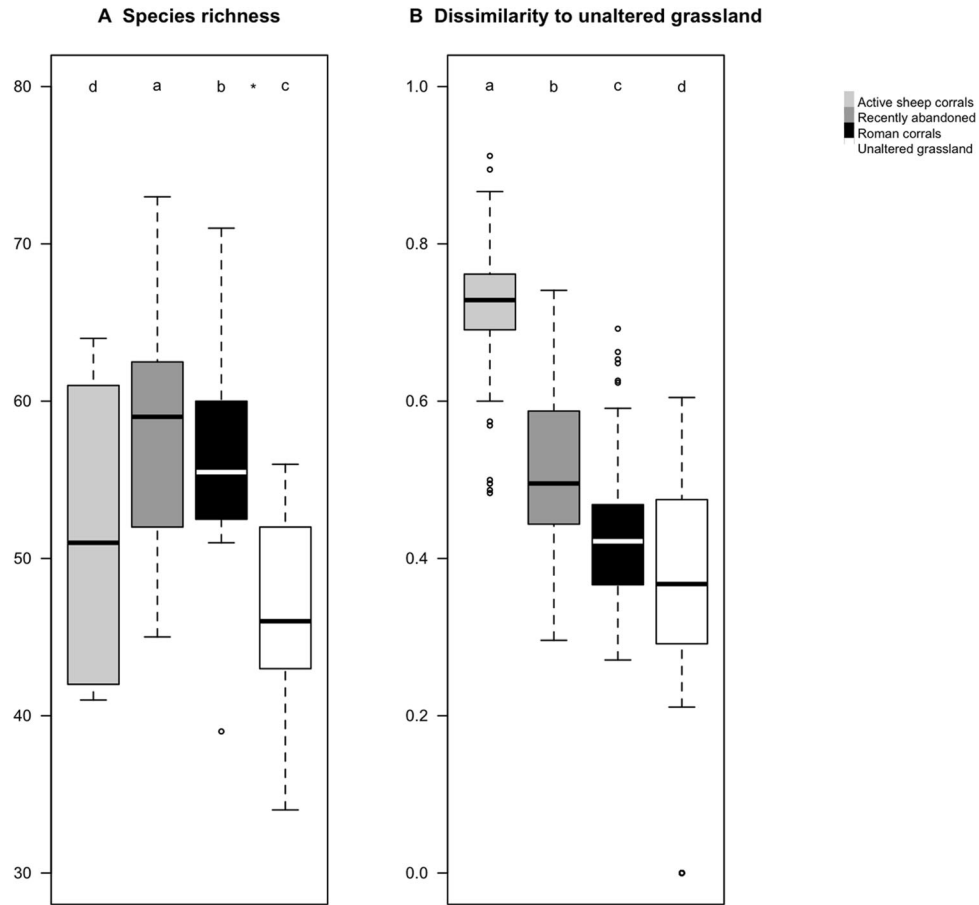 A Species richness
B Dissimilarity to unaltered grassland
80
d a b * c
70
60
50
40
30
1.0
a b c d
0.8
0.6
0.4
0.2
0.0
Active sheep corrals
Recently abandoned
Roman corrals
Unaltered grassland